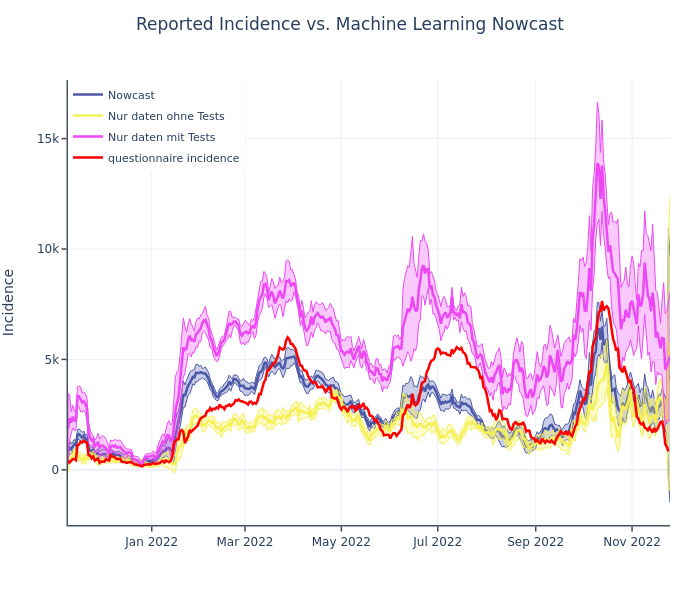 Reported Incidence vs. Machine Learning Nowcast
Nowcast
Nur daten ohne Tests
Nur daten mit Tests
questionnaire incidence
15k
10k
5k
0
Incidence
Jan 2022
Mar 2022
May 2022
Jul 2022
Sep 2022
Nov 2022